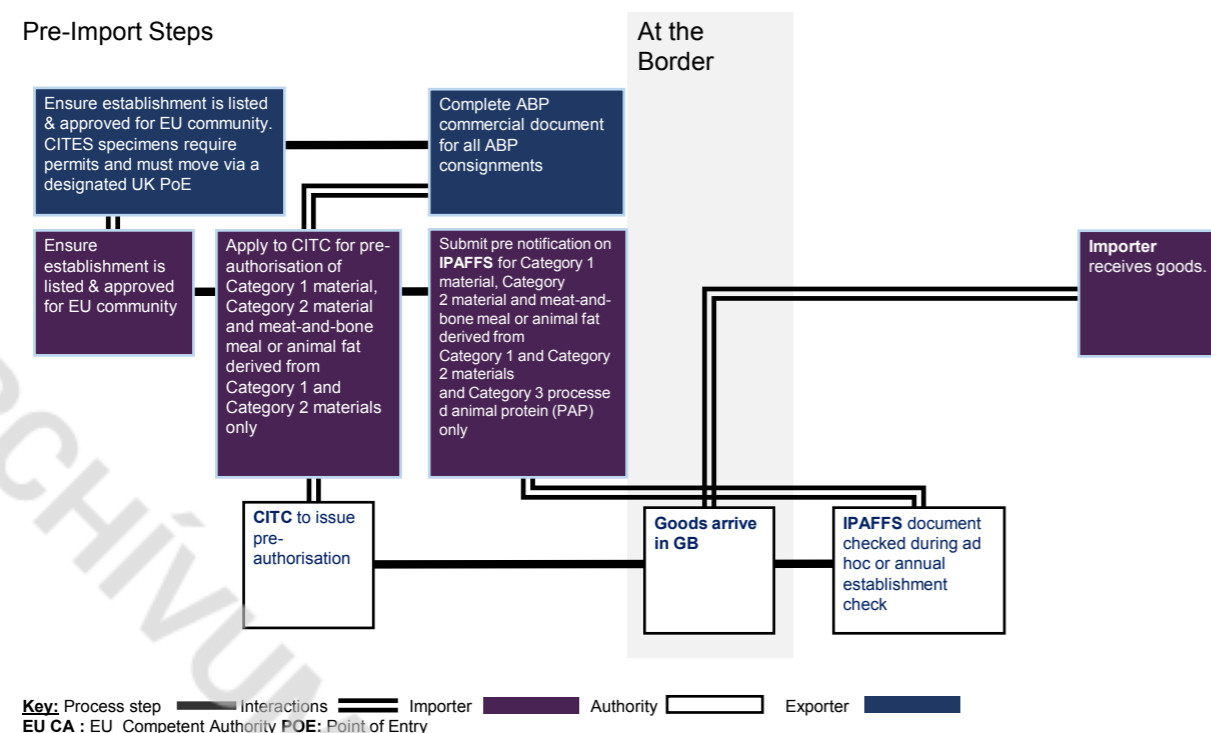 Pre-Import Steps
At the
Border
Ensure establishment is listed
& approved for EU community.
CITES specimens require
permits and must move via a
designated UK PoE
Complete ABP
commercial document
for all ABP
consignments
Ensure
establishment is
listed & approved
for EU community
Apply to CITC for pre-
authorisation of
Category 1 material,
Category 2 material
and meat-and-bone
meal or animal fat
derived from
Category 1 and
Category 2 materials
only
Submit pre notification on
IPAFFS for Category 1
material, Category
2 material and meat-and-
bone meal or animal fat
derived from
Category 1 and Category
2 materials
and Category 3 processe
d animal protein (PAP)
only
Importer
receives goods.
CITC to issue
pre-
authorisation
Goods arrive
in GB
IPAFFS document
checked during ad
hoc or annual
establishment
check
Key: Process step Interactions Importer Authority Exporter
EU CA : EU Competent Authority POE: Point of Entry